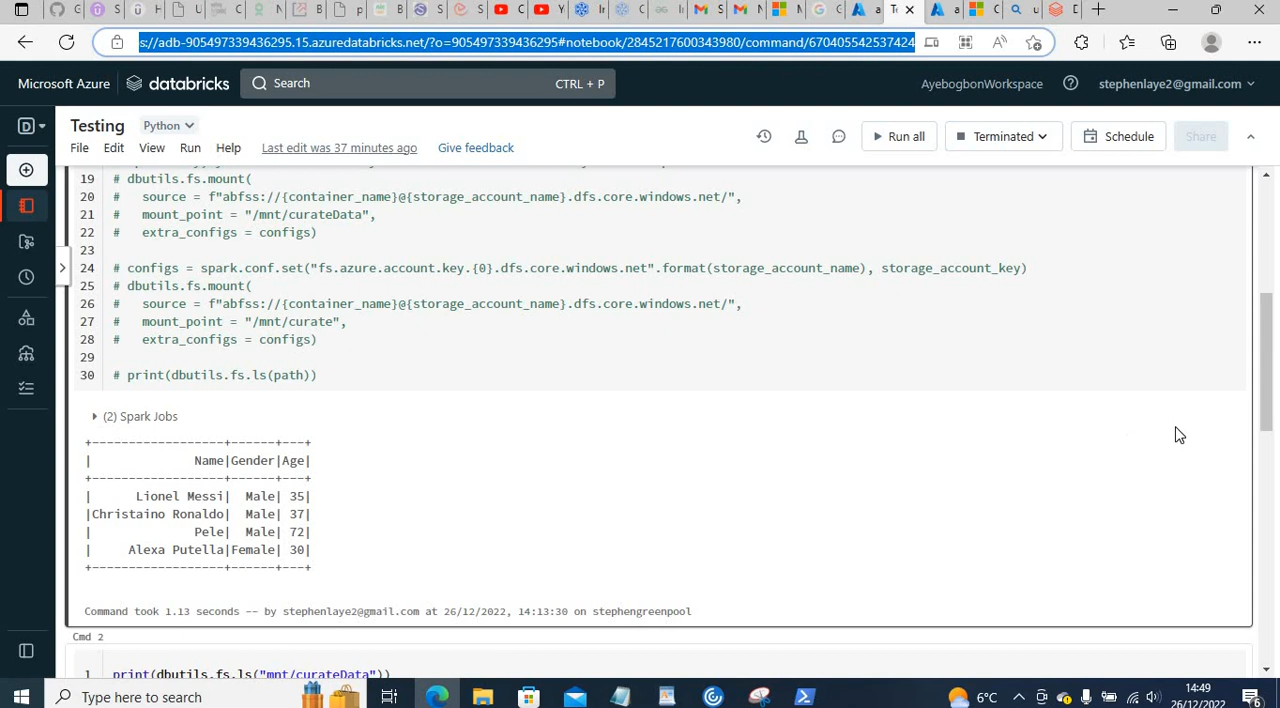 s://adb-905497339436295.15.azuredatabricks.net/?o=905497339436295#notebook/2845217600343980/command/670405542537424
Microsoft Azure databricks Search CTRL + P AyebogbonWorkspace stephenlaye2@gmail.com
Testing Python
Run all Terminated Schedule Share
File Edit View Run Help Last edit was 37 minutes ago Give feedback
19 # dbutils.fs.mount(
20 #   source = f"abfss://{container_name}@{storage_account_name}.dfs.core.windows.net/",
21 #   mount_point = "/mnt/curateData",
22 #   extra_configs = configs)
23
24 # configs = spark.conf.set("fs.azure.account.key.{0}.dfs.core.windows.net".format(storage_account_name), storage_account_key)
25 # dbutils.fs.mount(
26 #   source = f"abfss://{container_name}@{storage_account_name}.dfs.core.windows.net/",
27 #   mount_point = "/mnt/curate",
28 #   extra_configs = configs)
29
30 # print(dbutils.fs.ls(path))
(2) Spark Jobs
+------------------+------+---+
|              Name|Gender|Age|
+------------------+------+---+
|      Lionel Messi|  Male| 35|
|Christaino Ronaldo|  Male| 37|
|              Pele|  Male| 72|
|     Alexa Putella|Female| 30|
+------------------+------+---+
Command took 1.13 seconds -- by stephenlaye2@gmail.com at 26/12/2022, 14:13:30 on stephengreenpool
Cmd 2
1 print(dbutils.fs.ls("mnt/curateData"))
Type here to search 6°C 14:49
26/12/2022 6